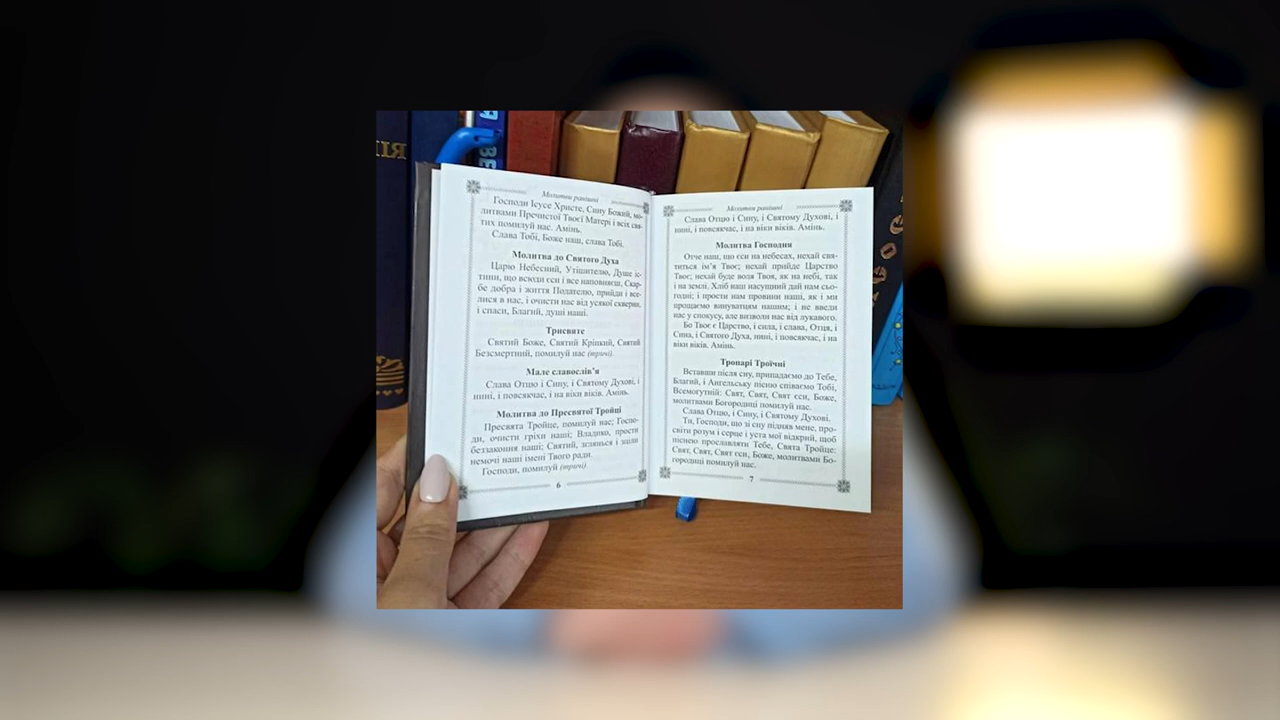 Молитви ранішні
Господи Ісусе Христе, Сину Божий, мо-
литвами Пречистої Твоєї Матері і всіх свя-
тих помилуй нас. Амінь.
Слава Тобі, Боже наш, слава Тобі.
Молитва до Святого Духа
Царю Небесний, Утішителю, Душе іс-
тини, що всюди єси і все наповняєш, Скар-
бе добра і життя Подателю, прийди і все-
лися в нас, і очисти нас від усякої скверни,
і спаси, Благий, душі наші.
Трисвяте
Святий Боже, Святий Кріпкий, Святий
Безсмертний, помилуй нас (тричі).
Мале славослів’я
Слава Отцю і Сину, і Святому Духові, і
нині, і повсякчас, і на віки віків. Амінь.
Молитва до Пресвятої Тройці
Пресвята Тройце, помилуй нас; Госпо-
ди, очисти гріхи наші; Владико, прости
беззаконня наші; Святий, зглянься і зціли
немочі наші імені Твого ради.
Господи, помилуй (тричі)
6
Молитви ранішні
Слава Отцю і Сину, і Святому Духові, і
нині, і повсякчас, і на віки віків. Амінь.
Молитва Господня
Отче наш, що єси на небесах, нехай свя-
титься ім’я Твоє; нехай прийде Царство
Твоє; нехай буде воля Твоя, як на небі, так
і на землі. Хліб наш насущний дай нам сьо-
годні; і прости нам провини наші, як і ми
прощаємо винуватцям нашим; і не введи
нас у спокусу, але визволи нас від лукавого.
Бо Твоє є Царство, і сила, і слава, Отця, і
Сина, і Святого Духа, нині, і повсякчас, і на
віки віків. Амінь.
Тропарі Троїчні
Вставши після сну, припадаємо до Тебе,
Благий, і Ангельську пісню співаємо Тобі,
Всемогутній: Свят, Свят, Свят єси, Боже,
молитвами Богородиці помилуй нас.
Слава Отцю, і Сину, і Святому Духові.
Ти, Господи, що зі сну підняв мене, про-
світи розум і серце і уста мої відкрий, щоб
піснею прославляти Тебе, Свята Тройце:
Свят, Свят, Свят єси, Боже, молитвами Бо-
городиці помилуй нас.
7